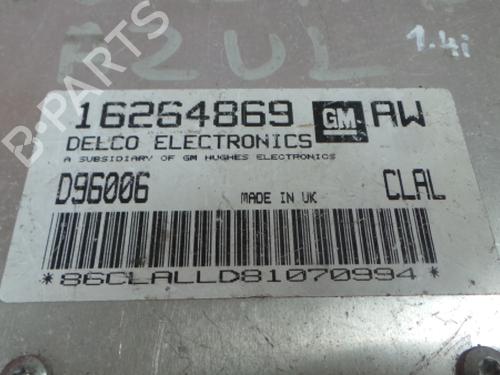 AZUL
1.4i
16264869 GM AW
DELCO ELECTRONICS
A SUBSIDIARY OF GM HUGHES ELECTRONICS
D96006 MADE IN UK CLAL
*86CLALLD81070994*
B-PARTS